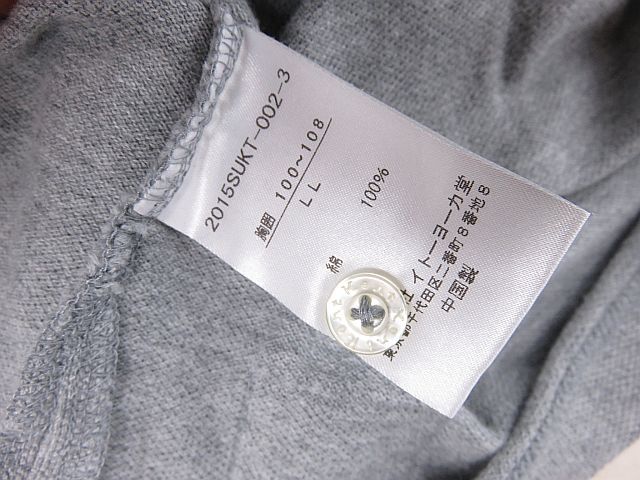 2015SUKT-002-3
胸囲 100~108
LL
綿 100%
イトーヨーカ堂
東京都千代田区二番町8番地8
中国製